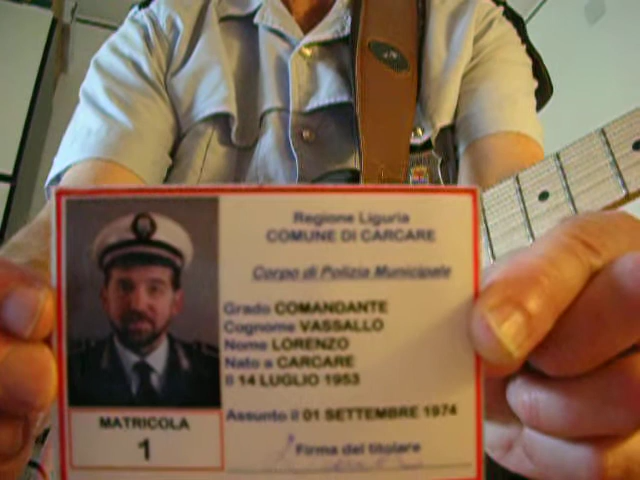 Regione Liguria
COMUNE DI CARCARE
Corpo di Polizia Municipale
Grado COMANDANTE
Cognome VASSALLO
Nome LORENZO
Nato a CARCARE
Il 14 LUGLIO 1953
Assunto il 01 SETTEMBRE 1974
Firma del titolare
MATRICOLA
1